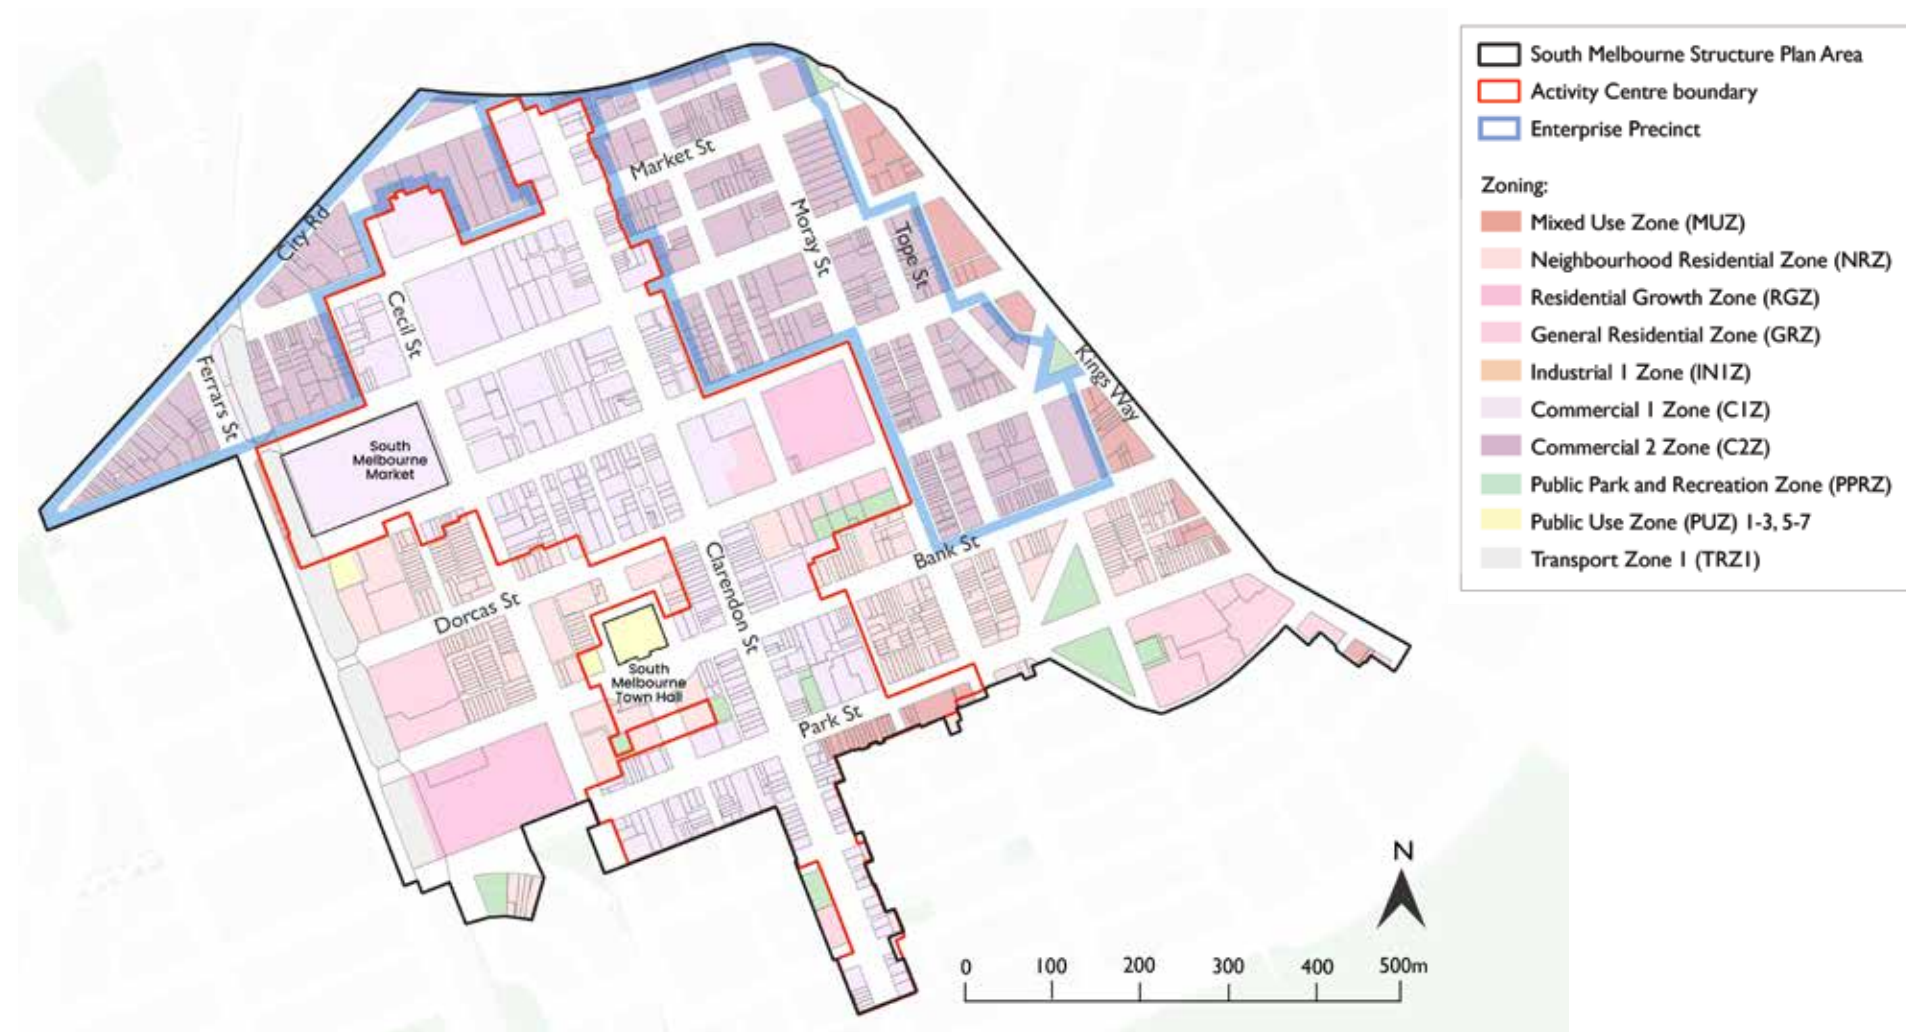 South Melbourne Structure Plan Area
Activity Centre boundary
Enterprise Precinct
Zoning:
Mixed Use Zone (MUZ)
Neighbourhood Residential Zone (NRZ)
Residential Growth Zone (RGZ)
General Residential Zone (GRZ)
Industrial 1 Zone (IN1Z)
Commercial 1 Zone (C1Z)
Commercial 2 Zone (C2Z)
Public Park and Recreation Zone (PPRZ)
Public Use Zone (PUZ) 1-3, 5-7
Transport Zone 1 (TRZ1)
Market St
City Rd
Moray St
Tope St
Cecil St
Ferrars St
Kings Way
South
Melbourne
Market
Clarendon St
Bank St
Dorcas St
South
Melbourne
Town Hall
Park St
N
0 100 200 300 400 500m